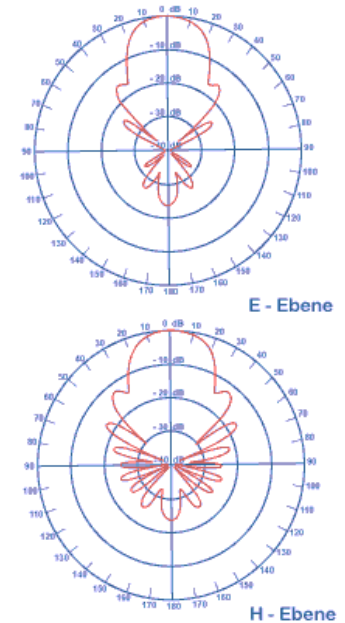 10 0 dB 10
20 20
30 30
40 40
50 50
60 60
70 70
80 80
90 90
100 100
110 110
120 120
130 130
140 140
150 150
160 160
170 180 170
-10 dB
-20 dB
-30 dB
-40 dB
E - Ebene
10 0 dB 10
20 20
30 30
40 40
50 50
60 60
70 70
80 80
90 90
100 100
110 110
120 120
130 130
140 140
150 150
160 160
170 180 170
-10 dB
-20 dB
-30 dB
-40 dB
H - Ebene